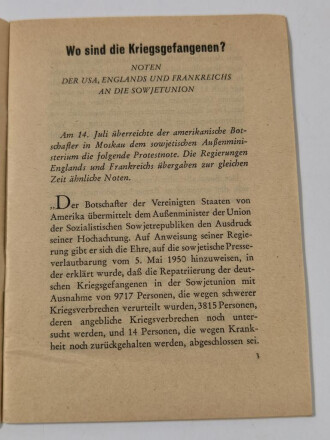 Wo sind die Kriegsgefangenen?
NOTEN
DER USA, ENGLANDS UND FRANKREICHS
AN DIE SOWJETUNION
Am 14. Juli überreichte der amerikanische Bot-
schafter in Moskau dem sowjetischen Außenmini-
sterium die folgende Protestnote. Die Regierungen
Englands und Frankreichs übergaben zur gleichen
Zeit ähnliche Noten.
„Der Botschafter der Vereinigten Staaten von
Amerika übermittelt dem Außenminister der Union
der Sozialistischen Sowjetrepubliken den Ausdruck
seiner Hochachtung. Auf Anweisung seiner Regie-
rung gibt er sich die Ehre, auf die sowjetische Presse-
verlautbarung vom 5. Mai 1950 hinzuweisen, in
der erklärt wurde, daß die Repatriierung der deut-
schen Kriegsgefangenen in der Sowjetunion mit
Ausnahme von 9717 Personen, die wegen schwerer
Kriegsverbrechen verurteilt wurden, 3815 Personen,
deren angebliche Kriegsverbrechen noch unter-
sucht werden, und 14 Personen, die wegen Krank-
heit noch zurückgehalten werden, abgeschlossen sei.
1